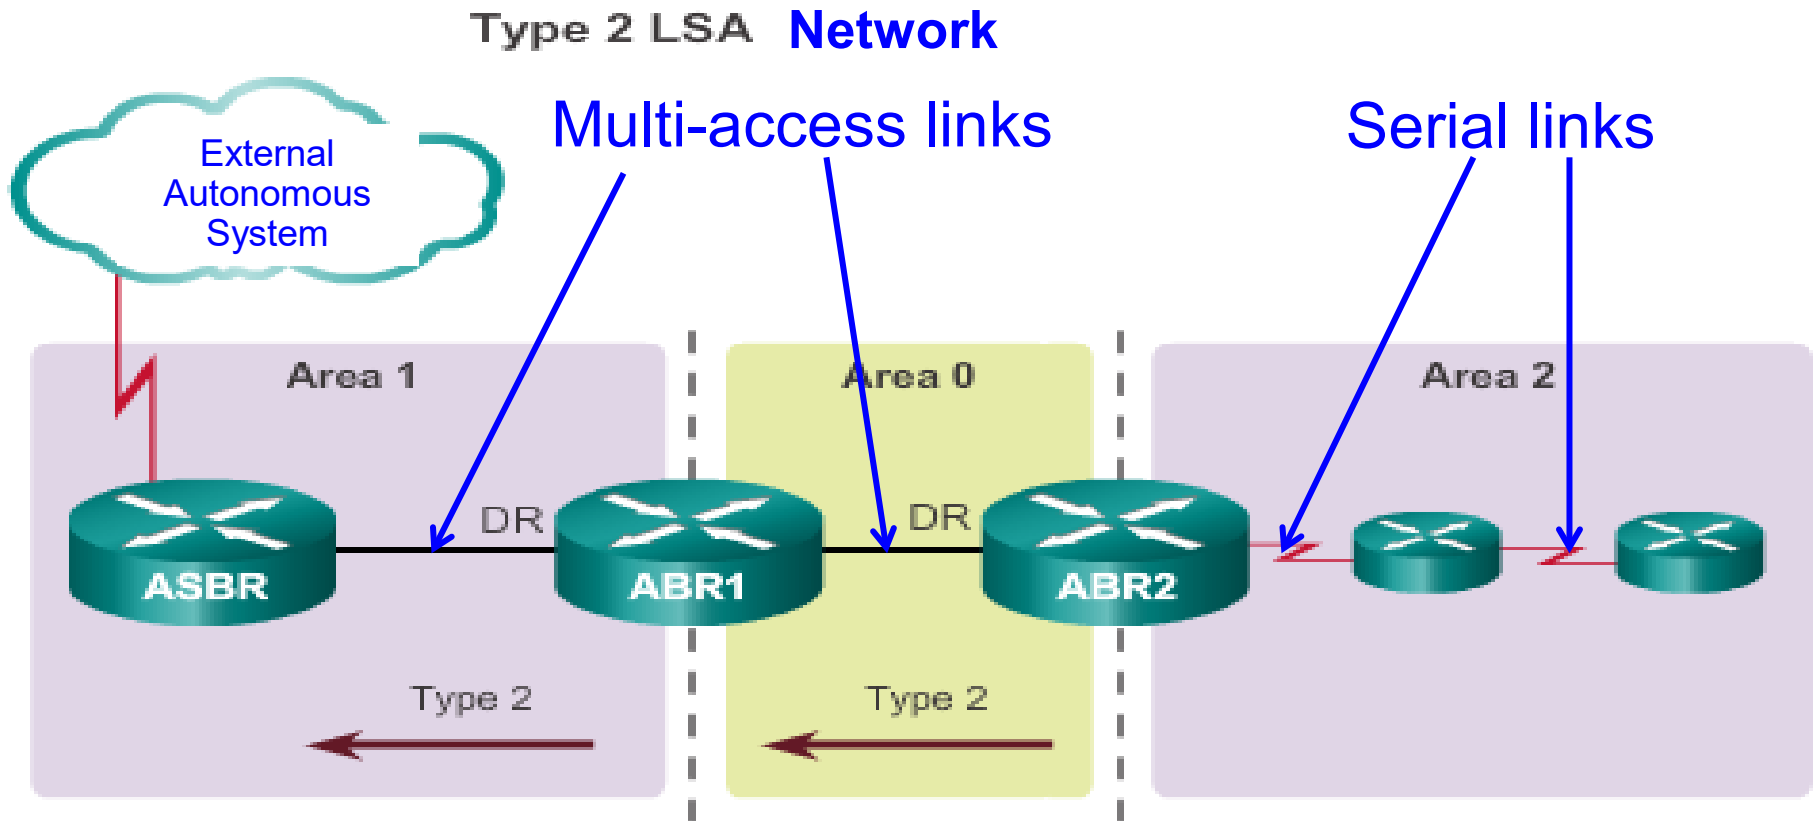 Type 2 LSA Network
Multi-access links
Serial links
External
Autonomous
System
Area 1
Area 0
Area 2
DR
DR
ASBR
ABR1
ABR2
Type 2
Type 2